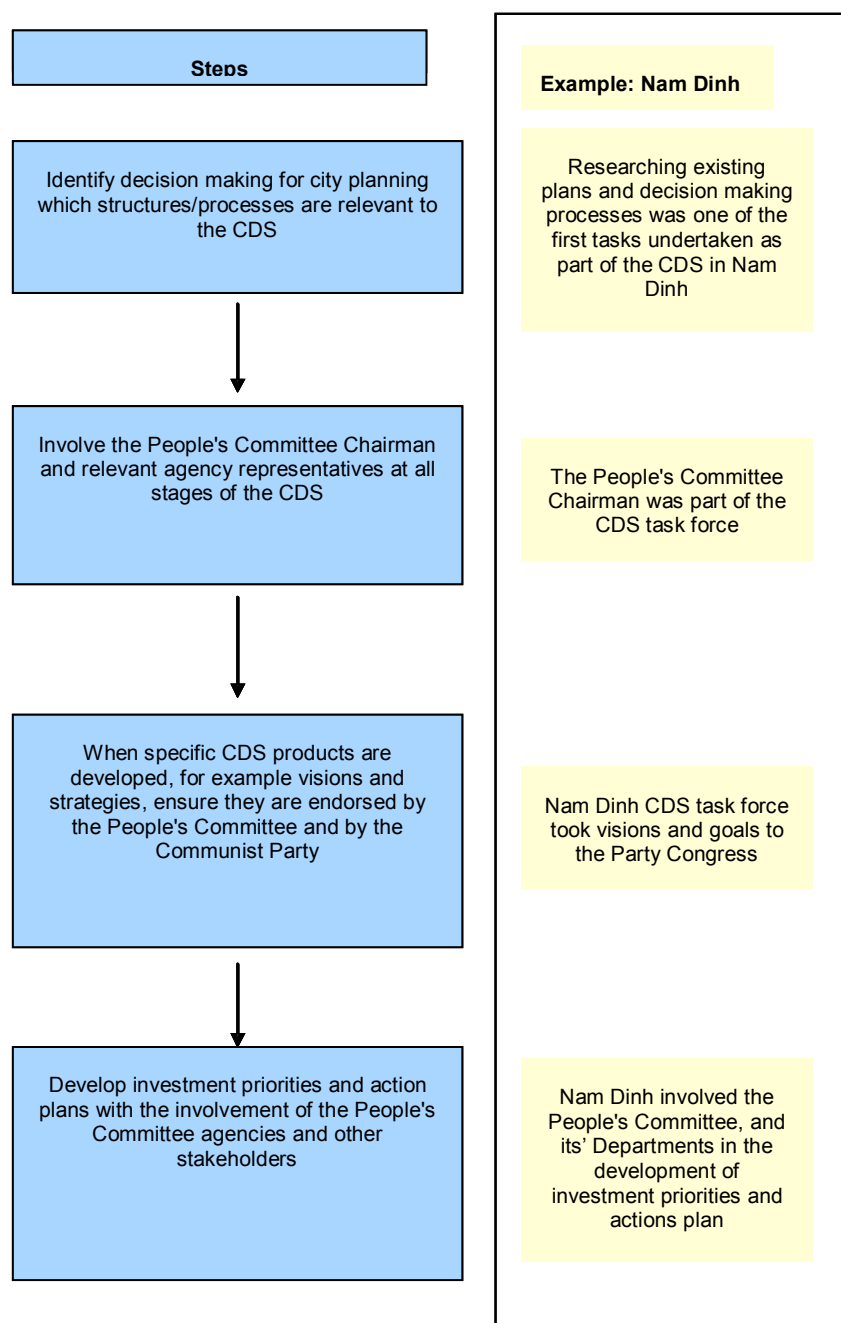 Steps
Example: Nam Dinh
Identify decision making for city planning
which structures/processes are relevant to
the CDS
Researching existing
plans and decision making
processes was one of the
first tasks undertaken as
part of the CDS in Nam
Dinh
Involve the People's Committee Chairman
and relevant agency representatives at all
stages of the CDS
The People's Committee
Chairman was part of the
CDS task force
When specific CDS products are
developed, for example visions and
strategies, ensure they are endorsed by
the People's Committee and by the
Communist Party
Nam Dinh CDS task force
took visions and goals to
the Party Congress
Develop investment priorities and action
plans with the involvement of the People's
Committee agencies and other
stakeholders
Nam Dinh involved the
People's Committee, and
its’ Departments in the
development of
investment priorities and
actions plan